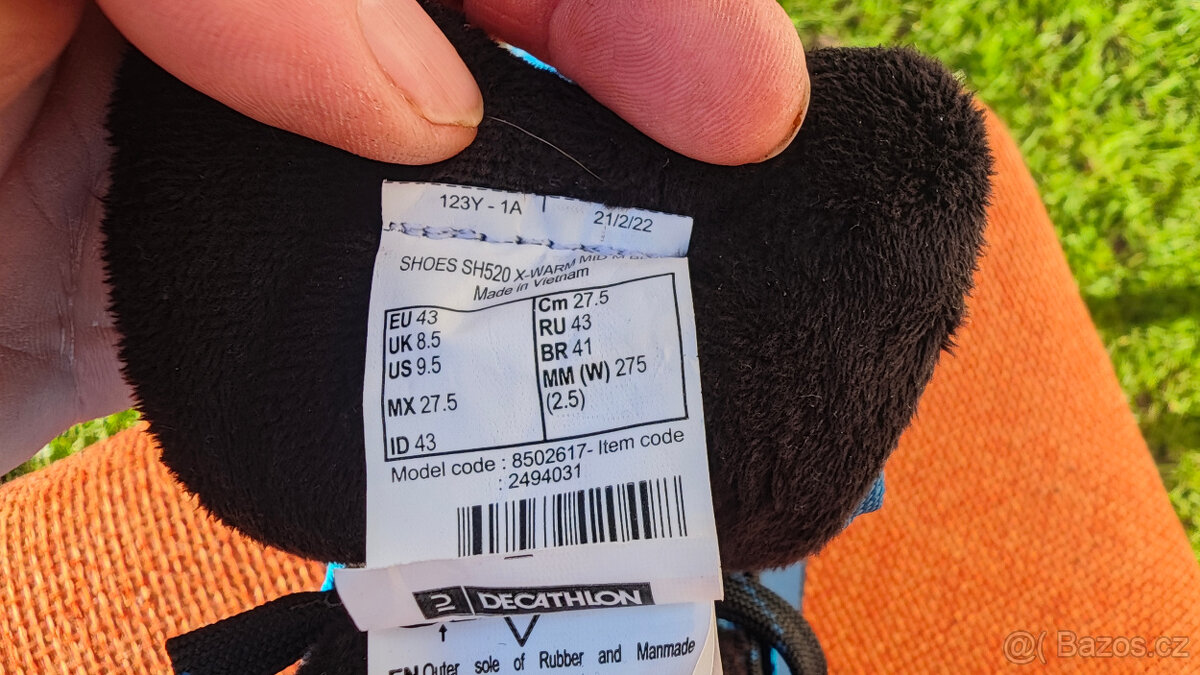 123Y - 1A
21/2/22
SHOES SH520 X-WARM MID
Made in Vietnam
EU 43
UK 8.5
US 9.5
MX 27.5
ID 43
Cm 27.5
RU 43
BR 41
MM (W) 275
(2.5)
Model code : 8502617- Item code
: 2494031
DECATHLON
EN Outer sole of Rubber and Manmade
Bazos.cz